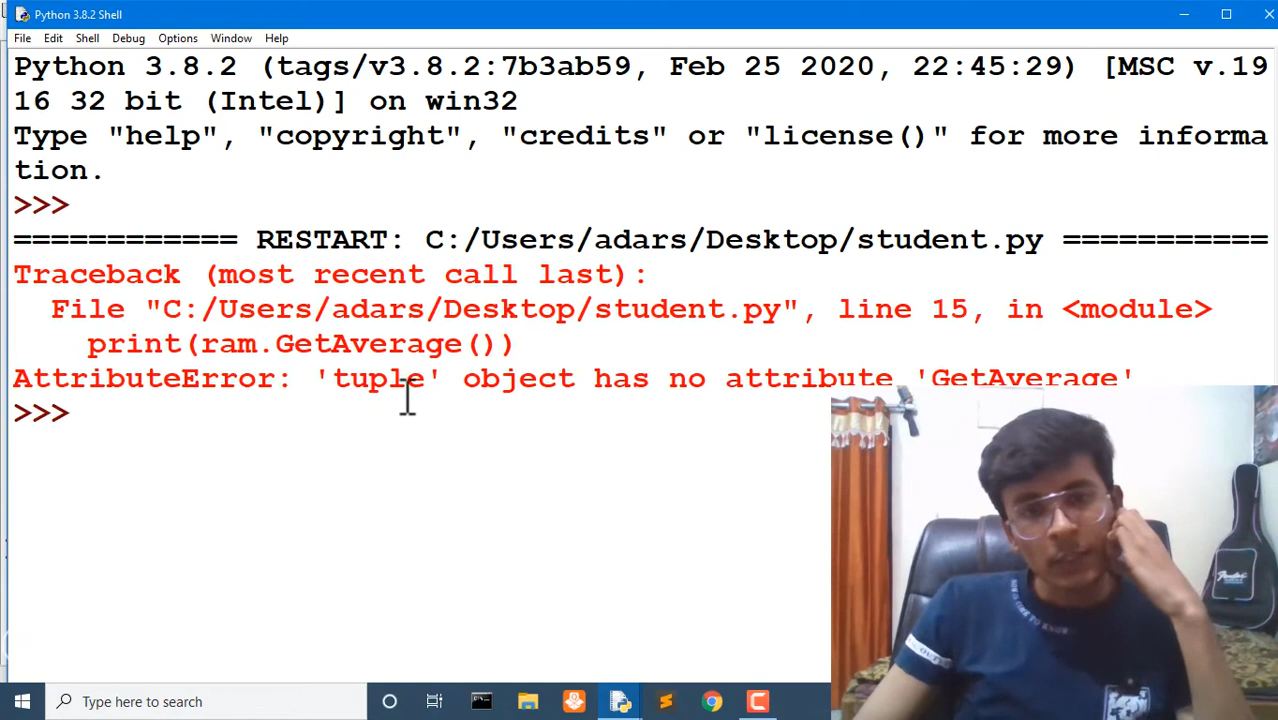 Python 3.8.2 Shell
File Edit Shell Debug Options Window Help
Python 3.8.2 (tags/v3.8.2:7b3ab59, Feb 25 2020, 22:45:29) [MSC v.19
16 32 bit (Intel)] on win32
Type "help", "copyright", "credits" or "license()" for more informa
tion.
>>>
============ RESTART: C:/Users/adars/Desktop/student.py ===========
Traceback (most recent call last):
  File "C:/Users/adars/Desktop/student.py", line 15, in <module>
    print(ram.GetAverage())
AttributeError: 'tuple' object has no attribute 'GetAverage'
>>>
Fender
Type here to search